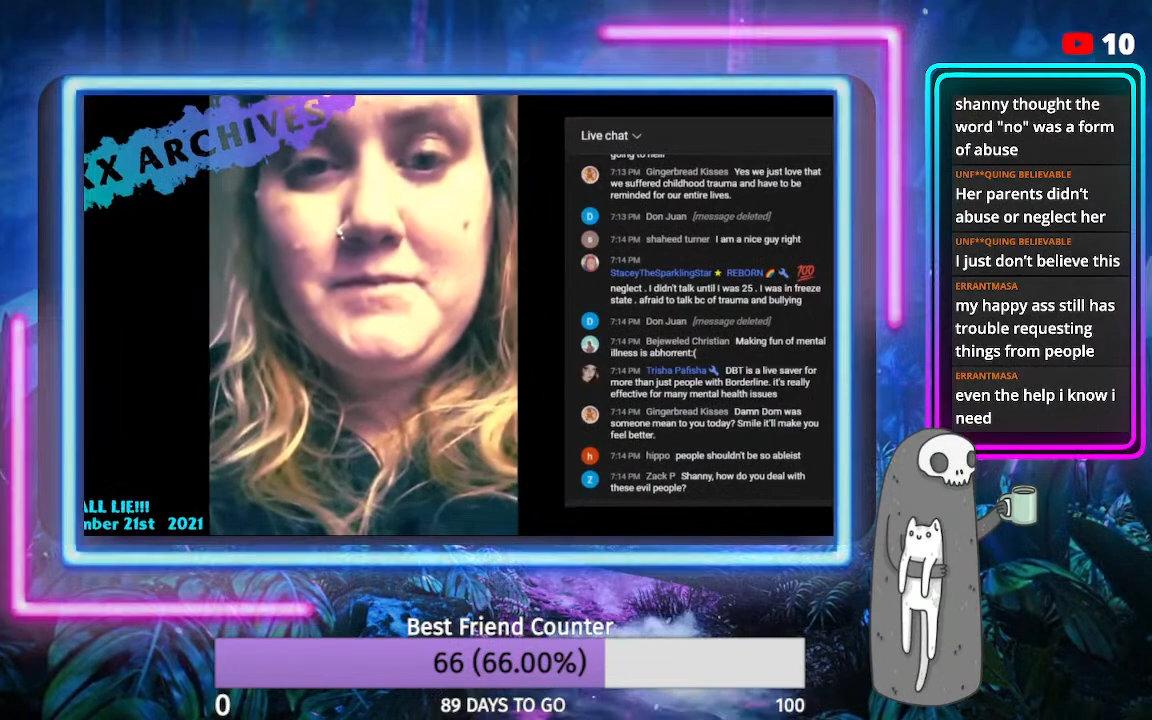 10
XX ARCHIVES
shanny thought the
word "no" was a form
of abuse
UNF**QUING BELIEVABLE
Her parents didn't
abuse or neglect her
UNF**QUING BELIEVABLE
I just don't believe this
ERRANTMASA
my happy ass still has
trouble requesting
things from people
ERRANTMASA
even the help i know i
need
Live chat
going to hell!
7:13 PM Gingerbread Kisses Yes we just love that
we suffered childhood trauma and have to be
reminded for our entire lives.
D
7:13 PM Don Juan [message deleted]
s
7:14 PM shaheed turner I am a nice guy right
7:14 PM
StaceyTheSparklingStar REBORN 100
neglect . I didn't talk until I was 25 . I was in freeze
state . afraid to talk bc of trauma and bullying
D
7:14 PM Don Juan [message deleted]
7:14 PM Bejeweled Christian Making fun of mental
illness is abhorrent:(
7:14 PM Trisha Pafisha DBT is a live saver for
more than just people with Borderline. it's really
effective for many mental health issues
7:14 PM Gingerbread Kisses Damn Dom was
someone mean to you today? Smile it'll make you
feel better.
h
7:14 PM hippo people shouldn't be so ableist
Z
7:14 PM Zack P Shanny, how do you deal with
these evil people?
ALL LIE!!!
mber 21st 2021
Best Friend Counter
66 (66.00%)
0
89 DAYS TO GO
100